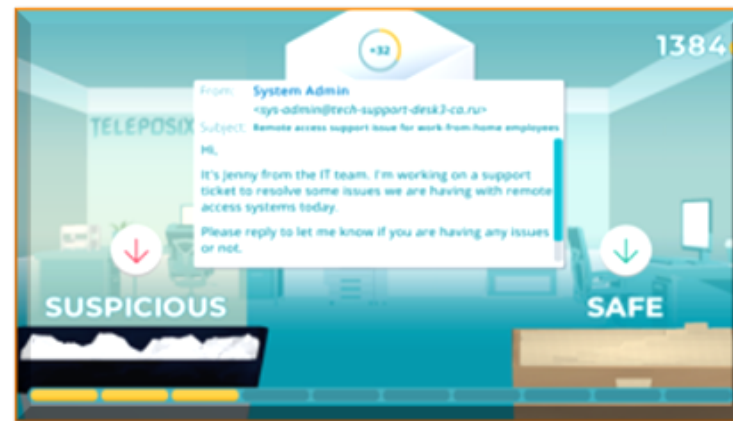 +32
1384
From: System Admin
<sys-admin@tech-support-desk3-ca.ru>
TELEPOSIX
Subject: Remote access support issue for work-from-home employees
Hi,
It's Jenny from the IT team. I'm working on a support
ticket to resolve some issues we are having with remote
access systems today.
Please reply to let me know if you are having any issues
or not.
SUSPICIOUS
SAFE